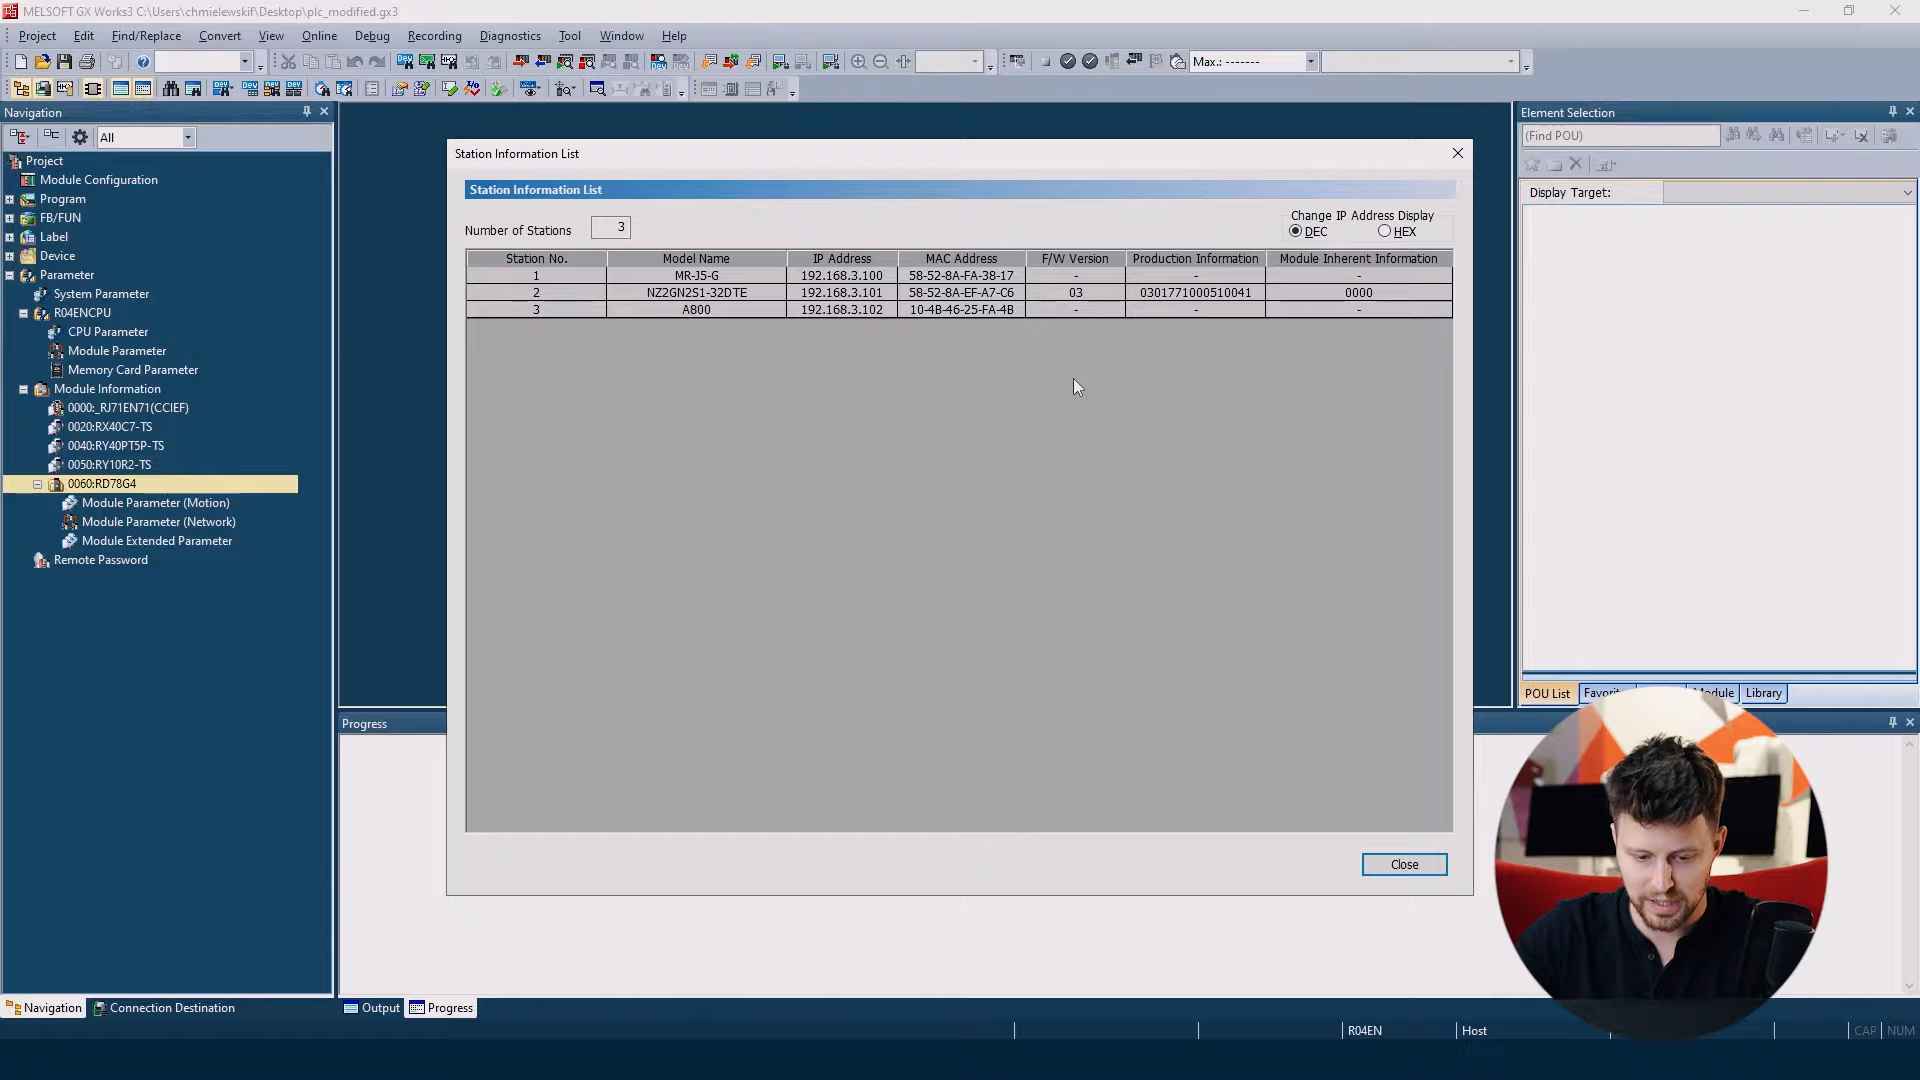 MELSOFT GX Works3 C:\Users\chmielewskif\Desktop\plc_modified.gx3
Project Edit Find/Replace Convert View Online Debug Recording Diagnostics Tool Window Help
Max.: -------
Navigation
All
Project
Module Configuration
Program
FB/FUN
Label
Device
Parameter
System Parameter
R04ENCPU
CPU Parameter
Module Parameter
Memory Card Parameter
Module Information
0000:_RJ71EN71(CCIEF)
0020:RX40C7-TS
0040:RY40PT5P-TS
0050:RY10R2-TS
0060:RD78G4
Module Parameter (Motion)
Module Parameter (Network)
Module Extended Parameter
Remote Password
Navigation Connection Destination
Station Information List
Station Information List
Number of Stations 3
Change IP Address Display
DEC HEX
Station No. Model Name IP Address MAC Address F/W Version Production Information Module Inherent Information
1 MR-J5-G 192.168.3.100 58-52-8A-FA-38-17 - - -
2 NZ2GN2S1-32DTE 192.168.3.101 58-52-8A-EF-A7-C6 03 0301771000510041 0000
3 A800 192.168.3.102 10-4B-46-25-FA-4B - - -
Close
Progress
Output Progress
Element Selection
(Find POU)
Display Target:
POU List Library
R04EN Host CAP NUM